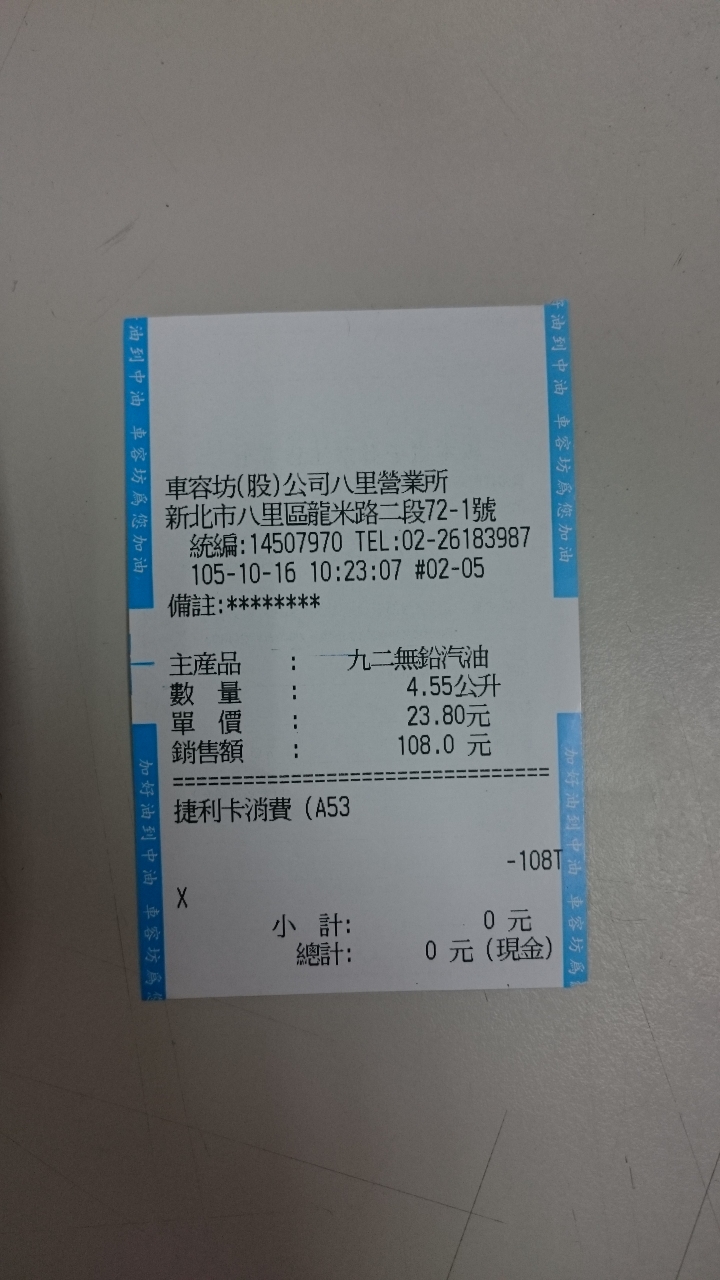 車容坊(股)公司八里營業所
新北市八里區龍米路二段72-1號
統編:14507970 TEL:02-26183987
105-10-16 10:23:07 #02-05
備註:********
主産品 : 九二無鉛汽油
數 量 : 4.55公升
單 價 : 23.80元
銷售額 : 108.0 元
==============================
捷利卡消費 (A53
-108T
X
小 計: 0 元
總計: 0 元 (現金)
油到中油 車容坊為您加油
加好油到中油 車容坊為您
油到中油 車容坊為您加油
加好油到中油 車容坊為